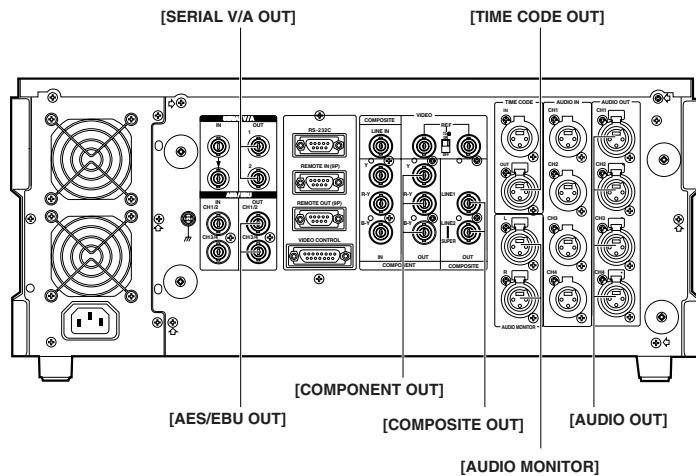 [SERIAL V/A OUT]
[TIME CODE OUT]
IN
OUT
1
2
IN
OUT
CH1/2
CH1/2
CH3/4
RS-232C
REMOTE IN (9P)
REMOTE OUT (9P)
VIDEO CONTROL
COMPOSITE
VIDEO
LINE IN
REF
OFF
Y
Y
R-Y
R-Y
LINE1
B-Y
B-Y
LINE2
SUPER
IN
OUT
OUT
COMPONENT
COMPOSITE
TIME CODE
AUDIO IN
AUDIO OUT
IN
CH1
CH1
OUT
CH2
CH2
L
CH3
CH3
R
CH4
CH4
AUDIO MONITOR
[COMPONENT OUT]
[AES/EBU OUT]
[COMPOSITE OUT]
[AUDIO OUT]
[AUDIO MONITOR]